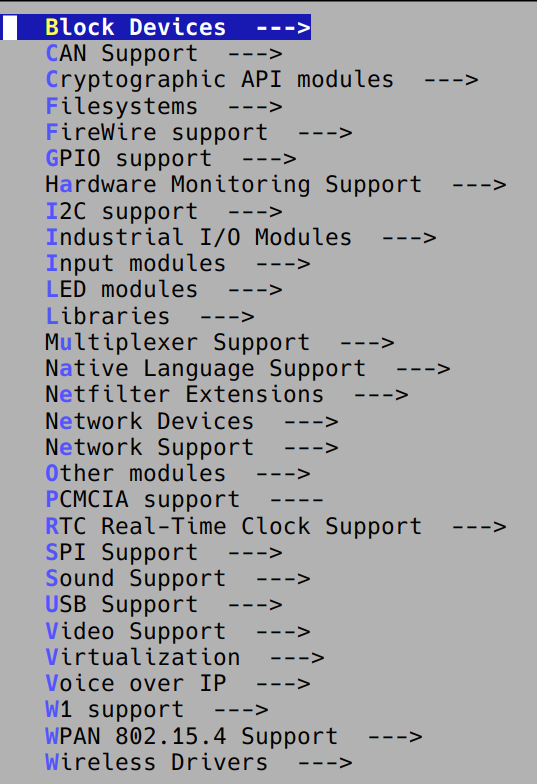 Block Devices  --->
CAN Support  --->
Cryptographic API modules  --->
Filesystems  --->
FireWire support  --->
GPIO support  --->
Hardware Monitoring Support  --->
I2C support  --->
Industrial I/O Modules  --->
Input modules  --->
LED modules  --->
Libraries  --->
Multiplexer Support  --->
Native Language Support  --->
Netfilter Extensions  --->
Network Devices  --->
Network Support  --->
Other modules  --->
PCMCIA support  ----
RTC Real-Time Clock Support  --->
SPI Support  --->
Sound Support  --->
USB Support  --->
Video Support  --->
Virtualization  --->
Voice over IP  --->
W1 support  --->
WPAN 802.15.4 Support  --->
Wireless Drivers  --->